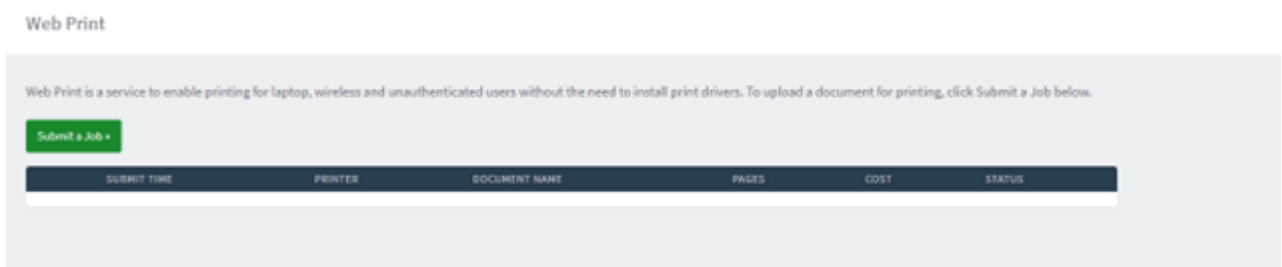 Web Print
Web Print is a service to enable printing for laptop, wireless and unauthenticated users without the need to install print drivers. To upload a document for printing, click Submit a Job below.
Submit a Job »
SUBMIT TIME PRINTER DOCUMENT NAME PAGES COST STATUS